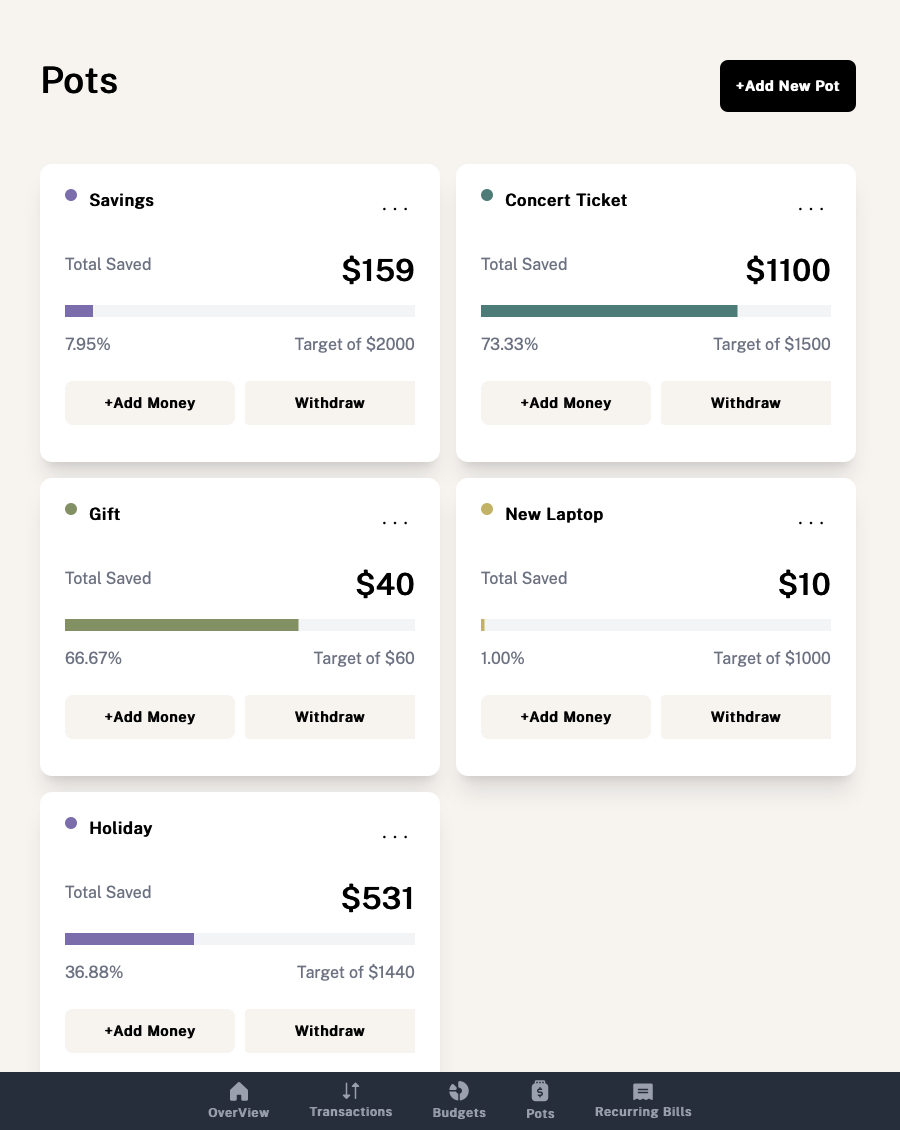 Pots
+Add New Pot
Savings
...
Total Saved
$159
7.95%
Target of $2000
+Add Money
Withdraw
Concert Ticket
...
Total Saved
$1100
73.33%
Target of $1500
+Add Money
Withdraw
Gift
...
Total Saved
$40
66.67%
Target of $60
+Add Money
Withdraw
New Laptop
...
Total Saved
$10
1.00%
Target of $1000
+Add Money
Withdraw
Holiday
...
Total Saved
$531
36.88%
Target of $1440
+Add Money
Withdraw
OverView
Transactions
Budgets
$
Pots
Recurring Bills